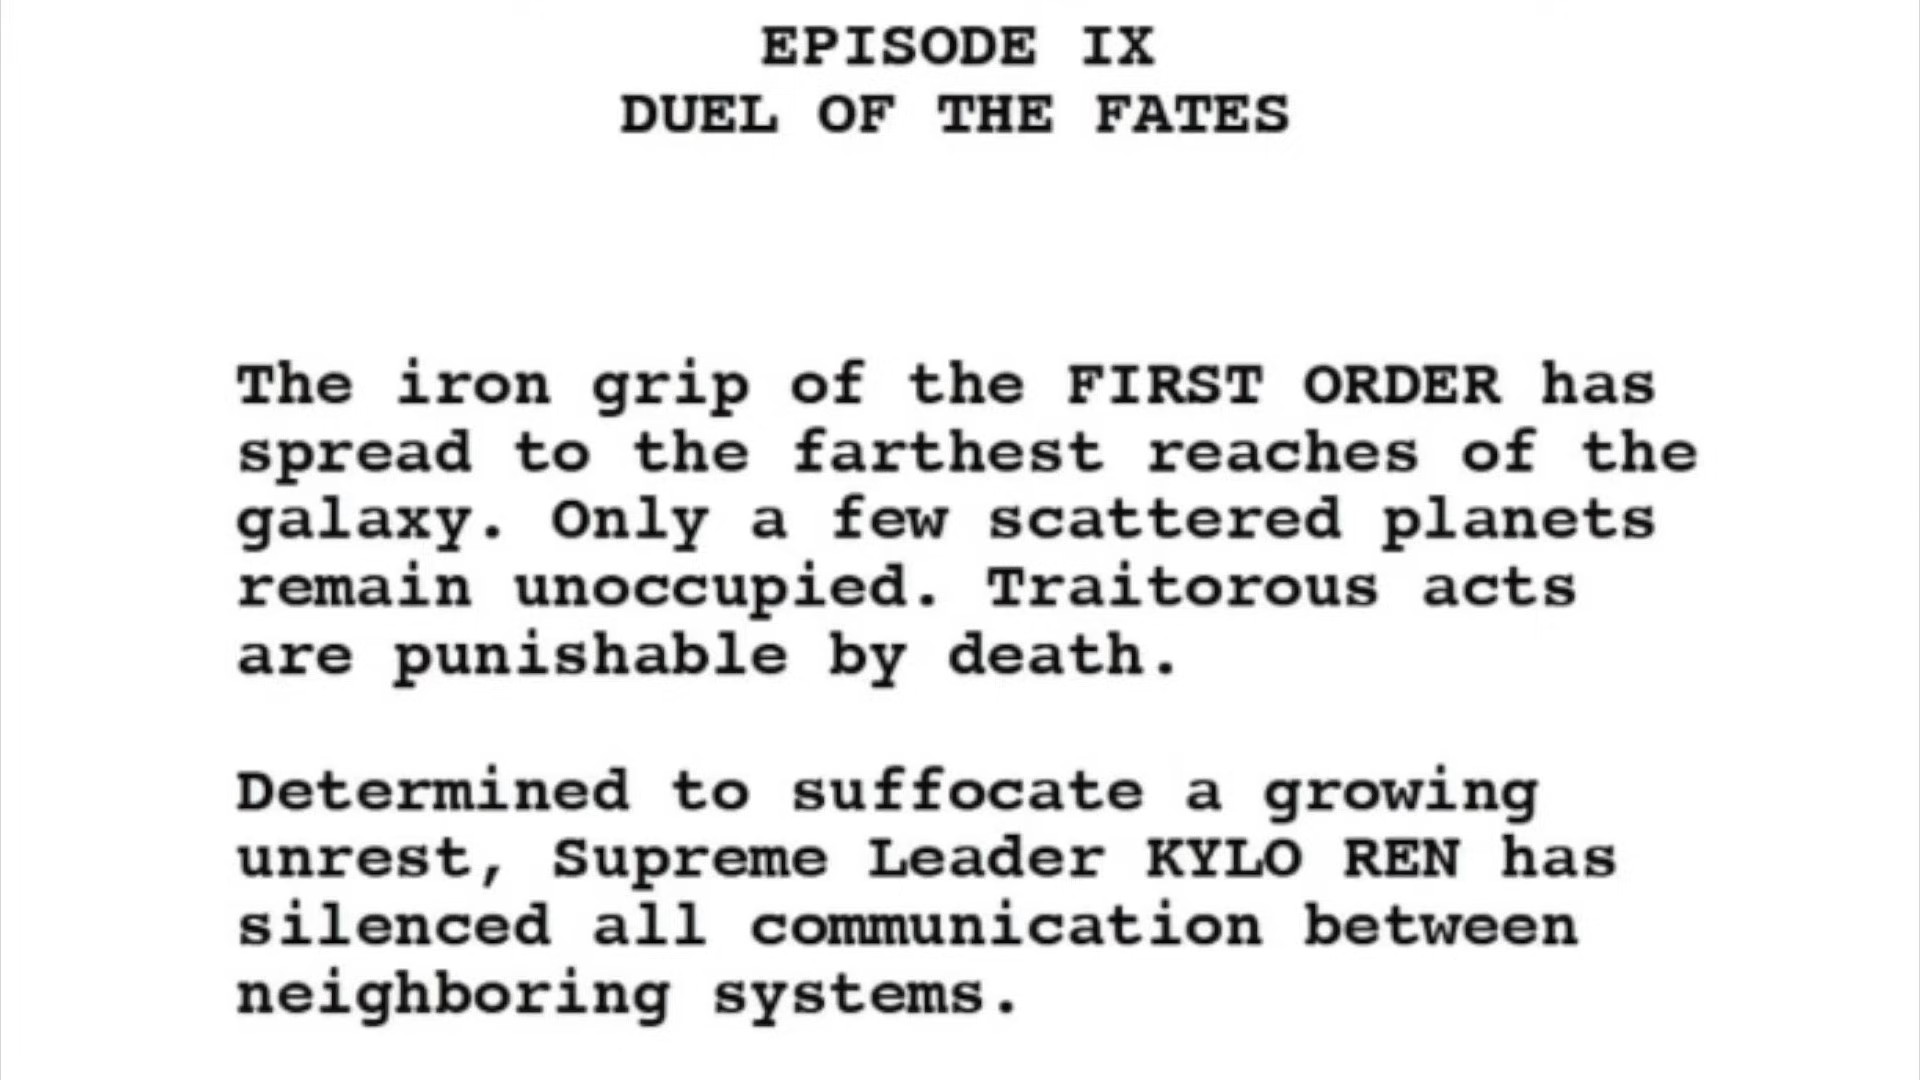 EPISODE IX
DUEL OF THE FATES
The iron grip of the FIRST ORDER has
spread to the farthest reaches of the
galaxy. Only a few scattered planets
remain unoccupied. Traitorous acts
are punishable by death.
Determined to suffocate a growing
unrest, Supreme Leader KYLO REN has
silenced all communication between
neighboring systems.